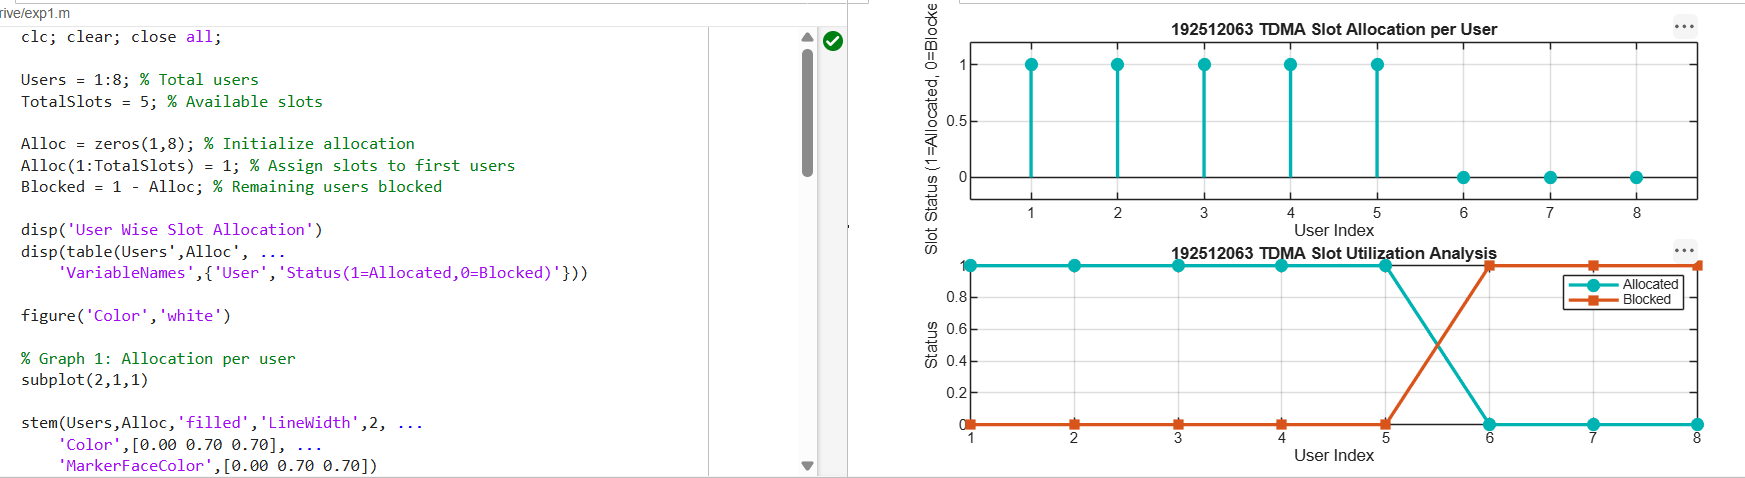 rive/exp1.m
clc; clear; close all;
Users = 1:8; % Total users
TotalSlots = 5; % Available slots
Alloc = zeros(1,8); % Initialize allocation
Alloc(1:TotalSlots) = 1; % Assign slots to first users
Blocked = 1 - Alloc; % Remaining users blocked
disp('User Wise Slot Allocation')
disp(table(Users',Alloc', ...
'VariableNames',{'User','Status(1=Allocated,0=Blocked)'}))
figure('Color','white')
% Graph 1: Allocation per user
subplot(2,1,1)
stem(Users,Alloc,'filled','LineWidth',2, ...
'Color',[0.00 0.70 0.70], ...
'MarkerFaceColor',[0.00 0.70 0.70])
192512063 TDMA Slot Allocation per User
Slot Status (1=Allocated, 0=Blocke
1
0.5
0
1 2 3 4 5 6 7 8
User Index
192512063 TDMA Slot Utilization Analysis
Status
1
0.8
0.6
0.4
0.2
0
Allocated
Blocked
1 2 3 4 5 6 7 8
User Index